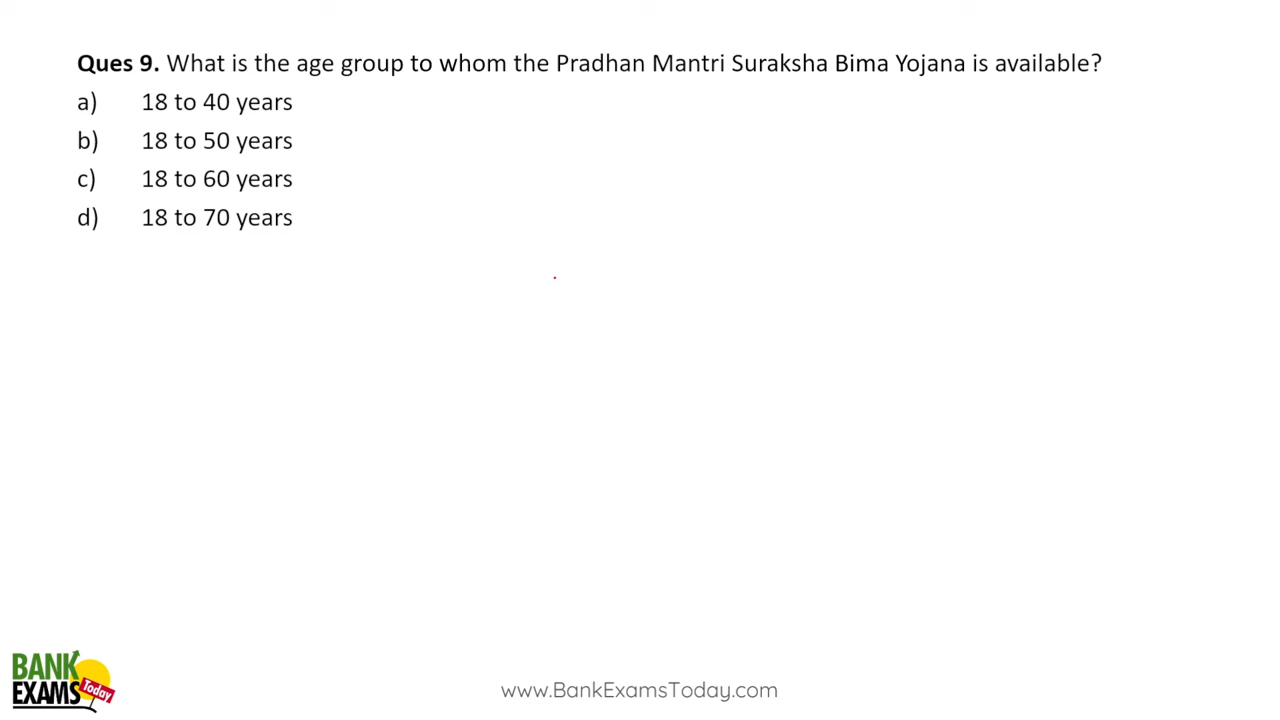 Ques 9. What is the age group to whom the Pradhan Mantri Suraksha Bima Yojana is available?
a) 18 to 40 years
b) 18 to 50 years
c) 18 to 60 years
d) 18 to 70 years
BANK
EXAMS Today
www.BankExamsToday.com